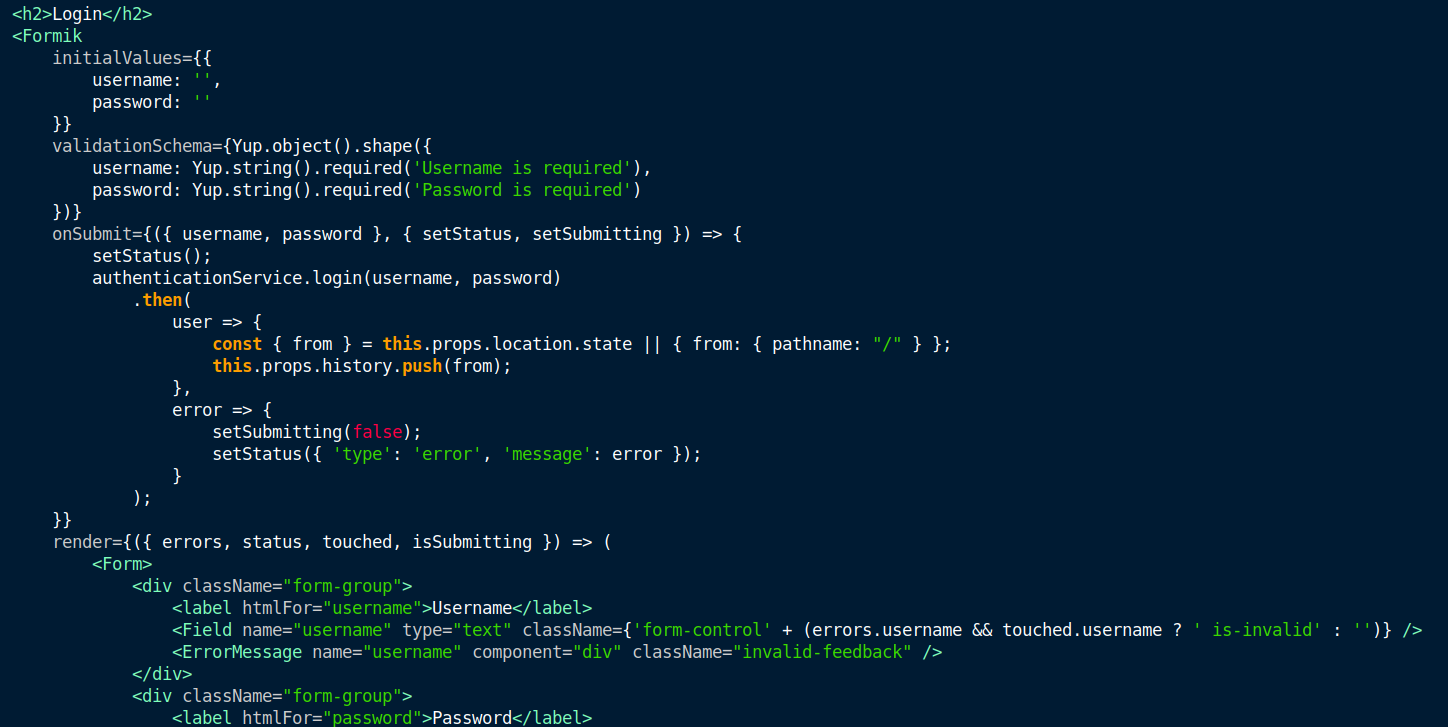 <h2>Login</h2>
<Formik
    initialValues={{
        username: '',
        password: ''
    }}
    validationSchema={Yup.object().shape({
        username: Yup.string().required('Username is required'),
        password: Yup.string().required('Password is required')
    })}
    onSubmit={({ username, password }, { setStatus, setSubmitting }) => {
        setStatus();
        authenticationService.login(username, password)
            .then(
                user => {
                    const { from } = this.props.location.state || { from: { pathname: "/" } };
                    this.props.history.push(from);
                },
                error => {
                    setSubmitting(false);
                    setStatus({ 'type': 'error', 'message': error });
                }
            );
    }}
    render={({ errors, status, touched, isSubmitting }) => (
        <Form>
            <div className="form-group">
                <label htmlFor="username">Username</label>
                <Field name="username" type="text" className={'form-control' + (errors.username && touched.username ? ' is-invalid' : '')} />
                <ErrorMessage name="username" component="div" className="invalid-feedback" />
            </div>
            <div className="form-group">
                <label htmlFor="password">Password</label>